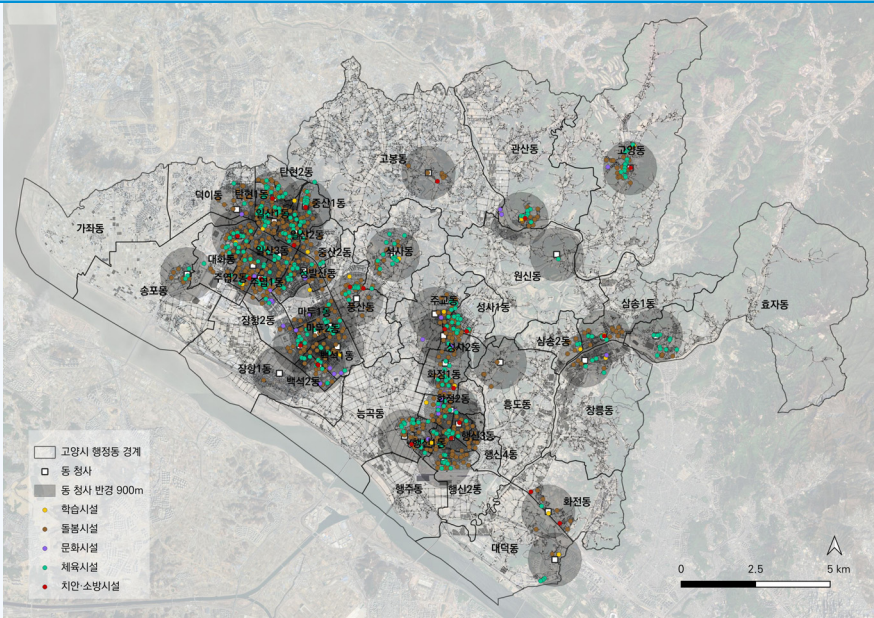 탄현2동
고봉동
관산동
고양동
덕이동
탄현1동
중산1동
일산1동
가좌동
일산2동
대화동
일산3동
중산2동
식사동
정발산동
주엽2동
주엽1동
송포동
원신동
풍산동
주교동
성사1동
삼송1동
효자동
장항2동
마두1동
마두2동
성사2동
삼송2동
백석1동
장항1동
백석2동
화정1동
흥도동
창릉동
화정2동
능곡동
행신3동
행신4동
행주동
행신2동
화전동
대덕동
고양시 행정동 경계
동 청사
동 청사 반경 900m
학습시설
돌봄시설
문화시설
체육시설
치안·소방시설
0 2.5 5 km